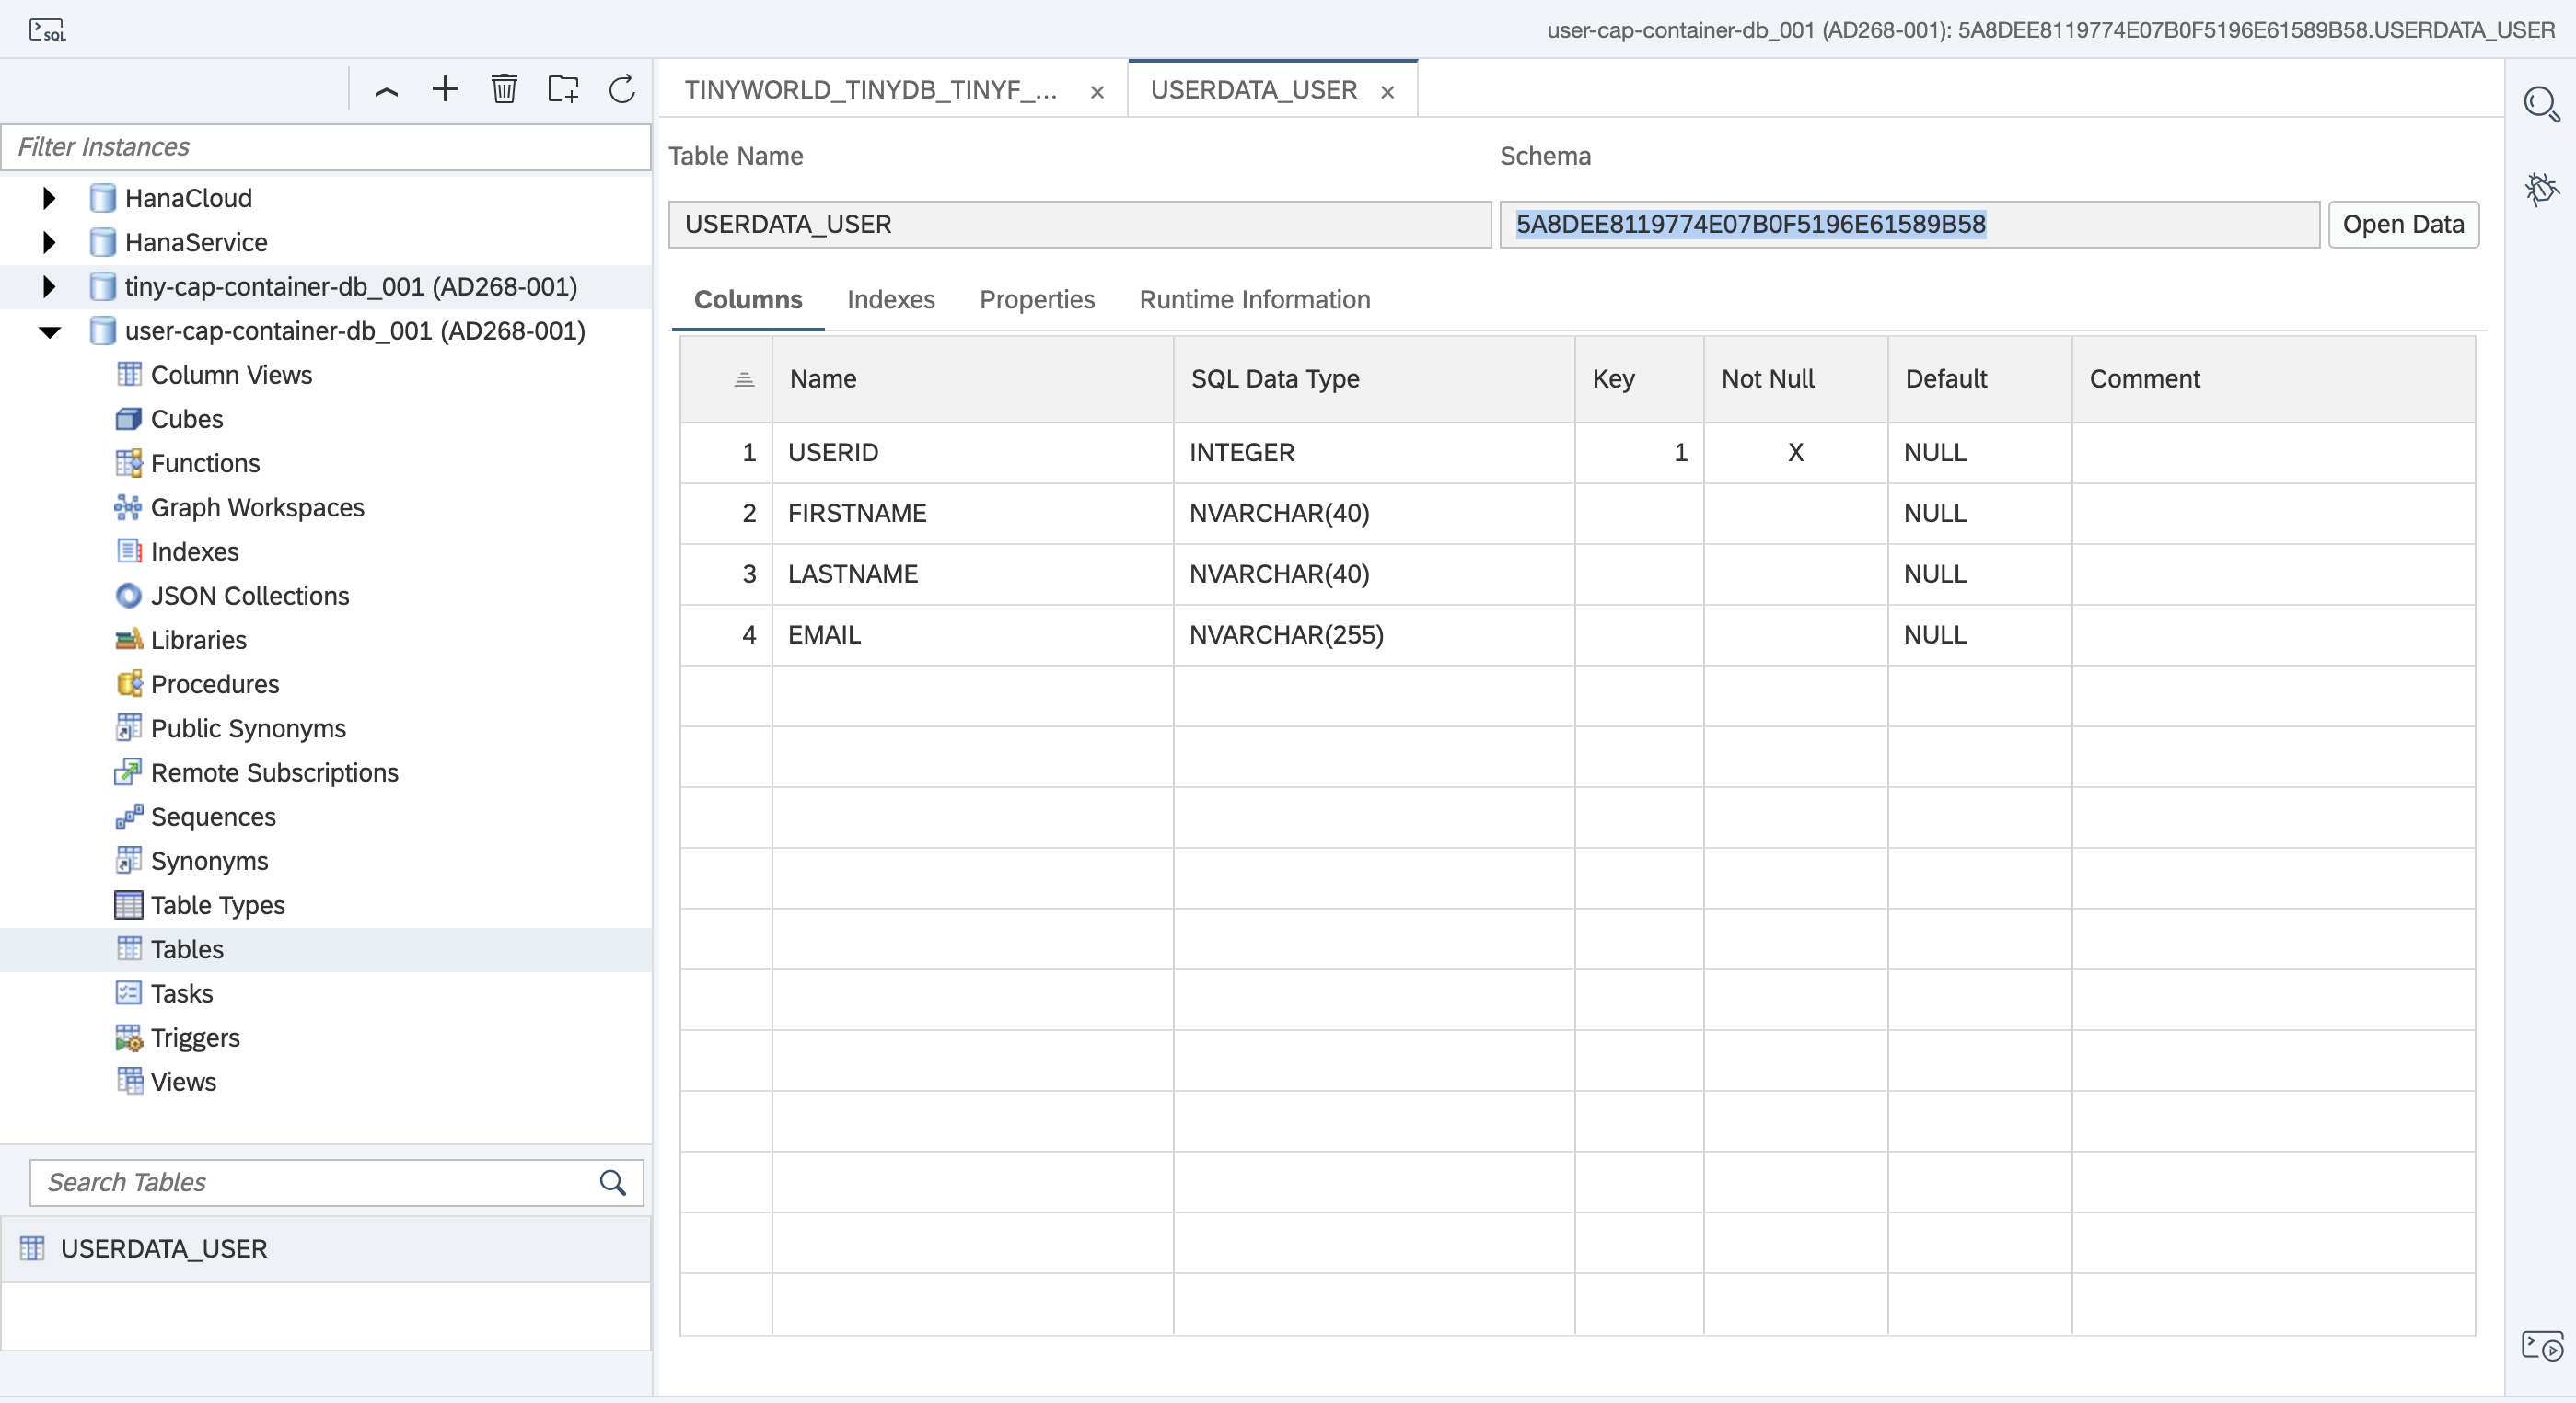 SQL
user-cap-container-db_001 (AD268-001): 5A8DEE8119774E07B0F5196E61589B58.USERDATA_USER
Filter Instances
HanaCloud
HanaService
tiny-cap-container-db_001 (AD268-001)
user-cap-container-db_001 (AD268-001)
Column Views
Cubes
Functions
Graph Workspaces
Indexes
JSON Collections
Libraries
Procedures
Public Synonyms
Remote Subscriptions
Sequences
Synonyms
Table Types
Tables
Tasks
Triggers
Views
Search Tables
USERDATA_USER
TINYWORLD_TINYDB_TINYF_... × USERDATA_USER ×
Table Name Schema
USERDATA_USER 5A8DEE8119774E07B0F5196E61589B58 Open Data
Columns Indexes Properties Runtime Information
Name SQL Data Type Key Not Null Default Comment
1 USERID INTEGER 1 X NULL
2 FIRSTNAME NVARCHAR(40) NULL
3 LASTNAME NVARCHAR(40) NULL
4 EMAIL NVARCHAR(255) NULL